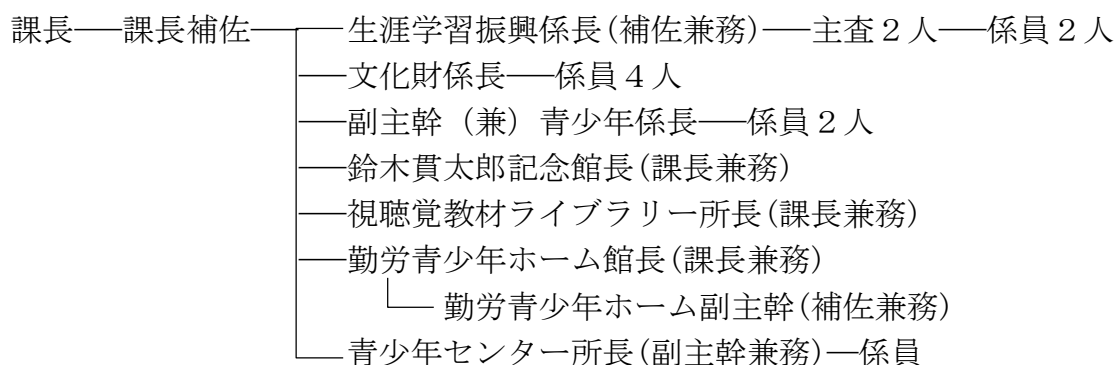 課長──課長補佐──生涯学習振興係長(補佐兼務)──主査2人──係員2人
──文化財係長──係員4人
──副主幹（兼）青少年係長──係員2人
──鈴木貫太郎記念館長(課長兼務)
──視聴覚教材ライブラリー所長(課長兼務)
──勤労青少年ホーム館長(課長兼務)
└─ 勤労青少年ホーム副主幹(補佐兼務)
└─青少年センター所長(副主幹兼務)─係員